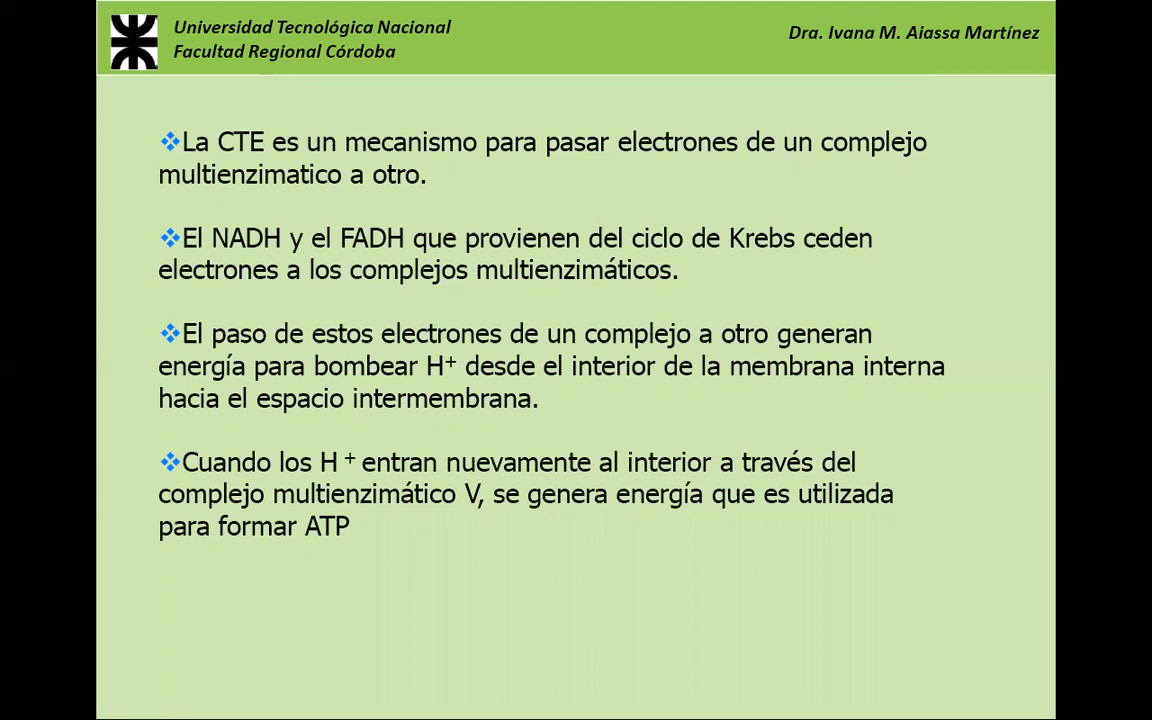 Universidad Tecnológica Nacional
Facultad Regional Córdoba
Dra. Ivana M. Aiassa Martínez
❖La CTE es un mecanismo para pasar electrones de un complejo
multienzimatico a otro.
❖El NADH y el FADH que provienen del ciclo de Krebs ceden
electrones a los complejos multienzimáticos.
❖El paso de estos electrones de un complejo a otro generan
energía para bombear H⁺ desde el interior de la membrana interna
hacia el espacio intermembrana.
❖Cuando los H ⁺ entran nuevamente al interior a través del
complejo multienzimático V, se genera energía que es utilizada
para formar ATP